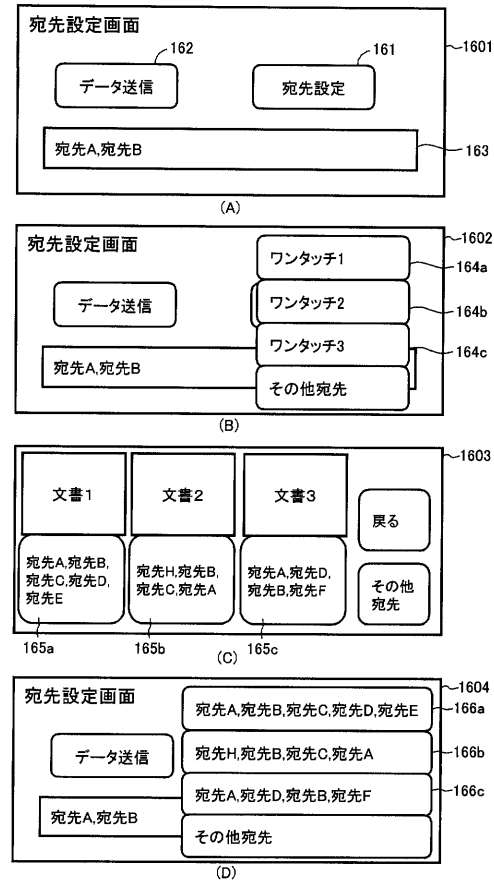 宛先設定画面
162
161
1601
データ送信
宛先設定
宛先A,宛先B
163
(A)
宛先設定画面
1602
ワンタッチ1
164a
データ送信
ワンタッチ2
164b
ワンタッチ3
164c
宛先A,宛先B
その他宛先
(B)
1603
文書1
文書2
文書3
戻る
宛先A,宛先B,
宛先C,宛先D,
宛先E
宛先H,宛先B,
宛先C,宛先A
宛先A,宛先D,
宛先B,宛先F
その他
宛先
165a
165b
165c
(C)
宛先設定画面
1604
宛先A,宛先B,宛先C,宛先D,宛先E
166a
データ送信
宛先H,宛先B,宛先C,宛先A
166b
宛先A,宛先D,宛先B,宛先F
166c
宛先A,宛先B
その他宛先
(D)